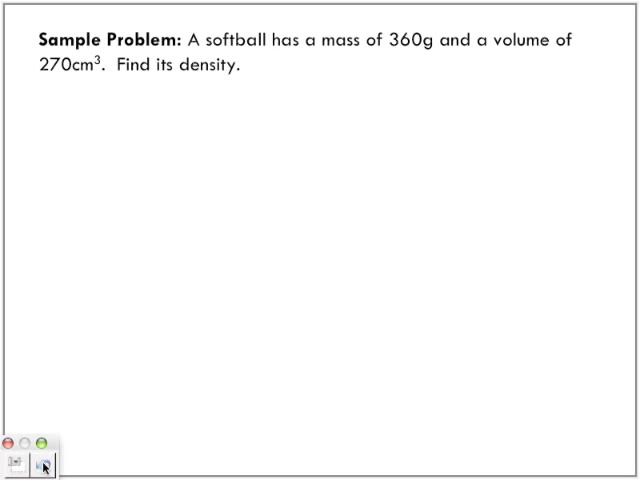 Sample Problem: A softball has a mass of 360g and a volume of
270cm³.  Find its density.